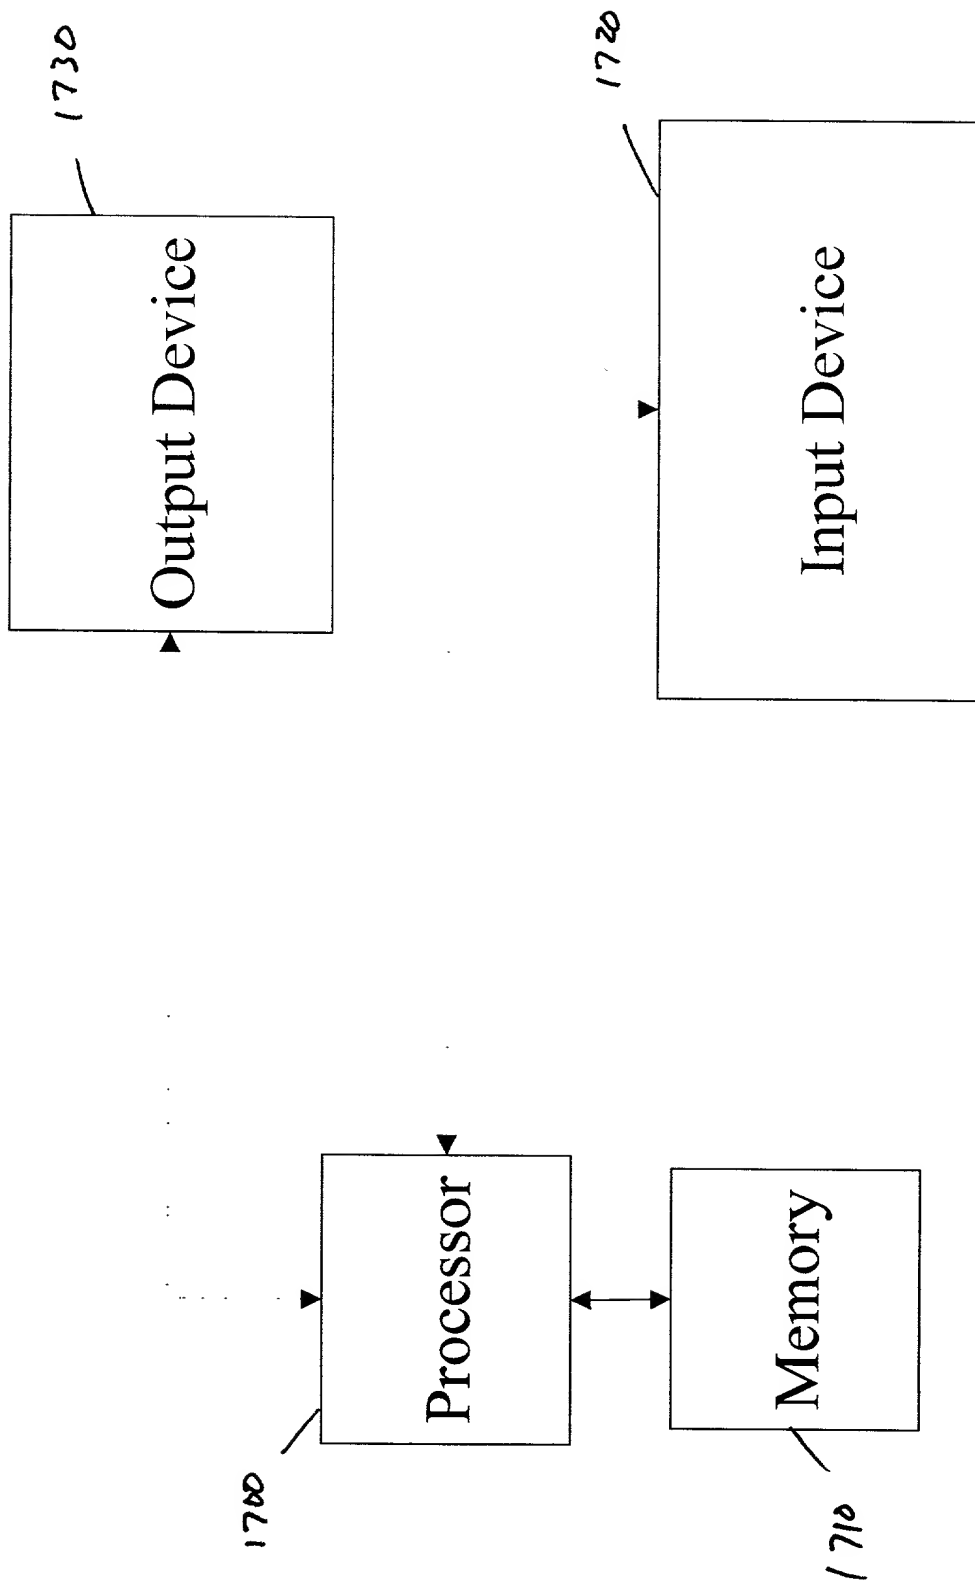 1730
Output Device
1720
Input Device
1700
Processor
Memory
1710